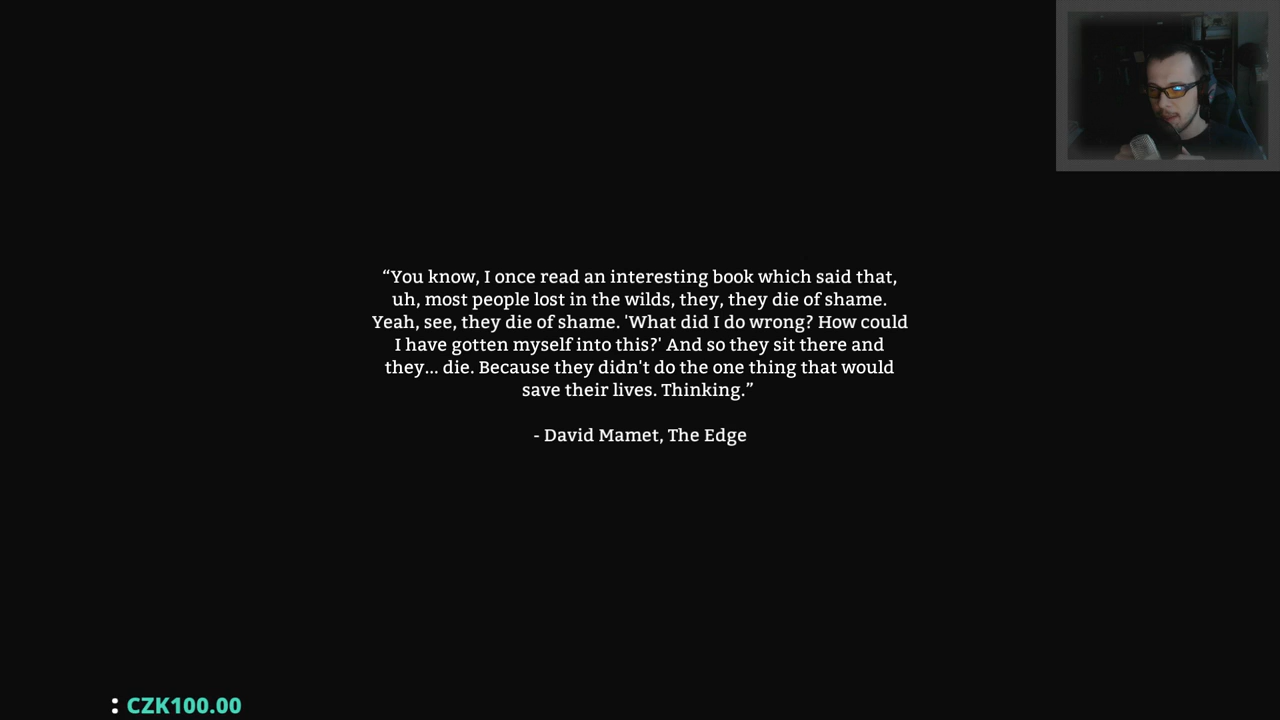 “You know, I once read an interesting book which said that,
uh, most people lost in the wilds, they, they die of shame.
Yeah, see, they die of shame. 'What did I do wrong? How could
I have gotten myself into this?' And so they sit there and
they... die. Because they didn't do the one thing that would
save their lives. Thinking.”
- David Mamet, The Edge
: CZK100.00